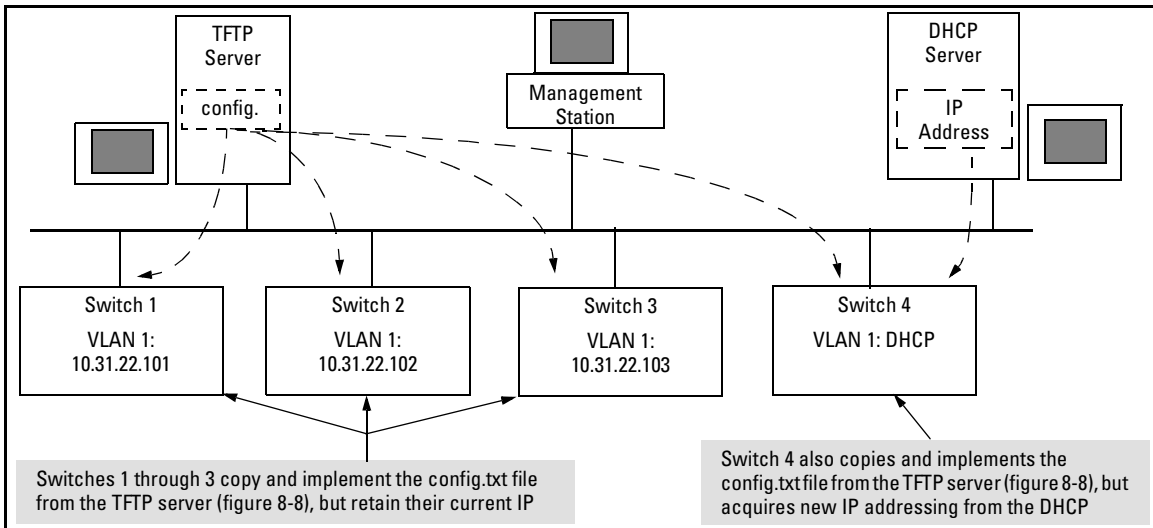 TFTP
Server
config.
Management
Station
DHCP
Server
IP
Address
Switch 1
VLAN 1:
10.31.22.101
Switch 2
VLAN 1:
10.31.22.102
Switch 3
VLAN 1:
10.31.22.103
Switch 4
VLAN 1: DHCP
Switches 1 through 3 copy and implement the config.txt file
from the TFTP server (figure 8-8), but retain their current IP
Switch 4 also copies and implements the
config.txt file from the TFTP server (figure 8-8), but
acquires new IP addressing from the DHCP